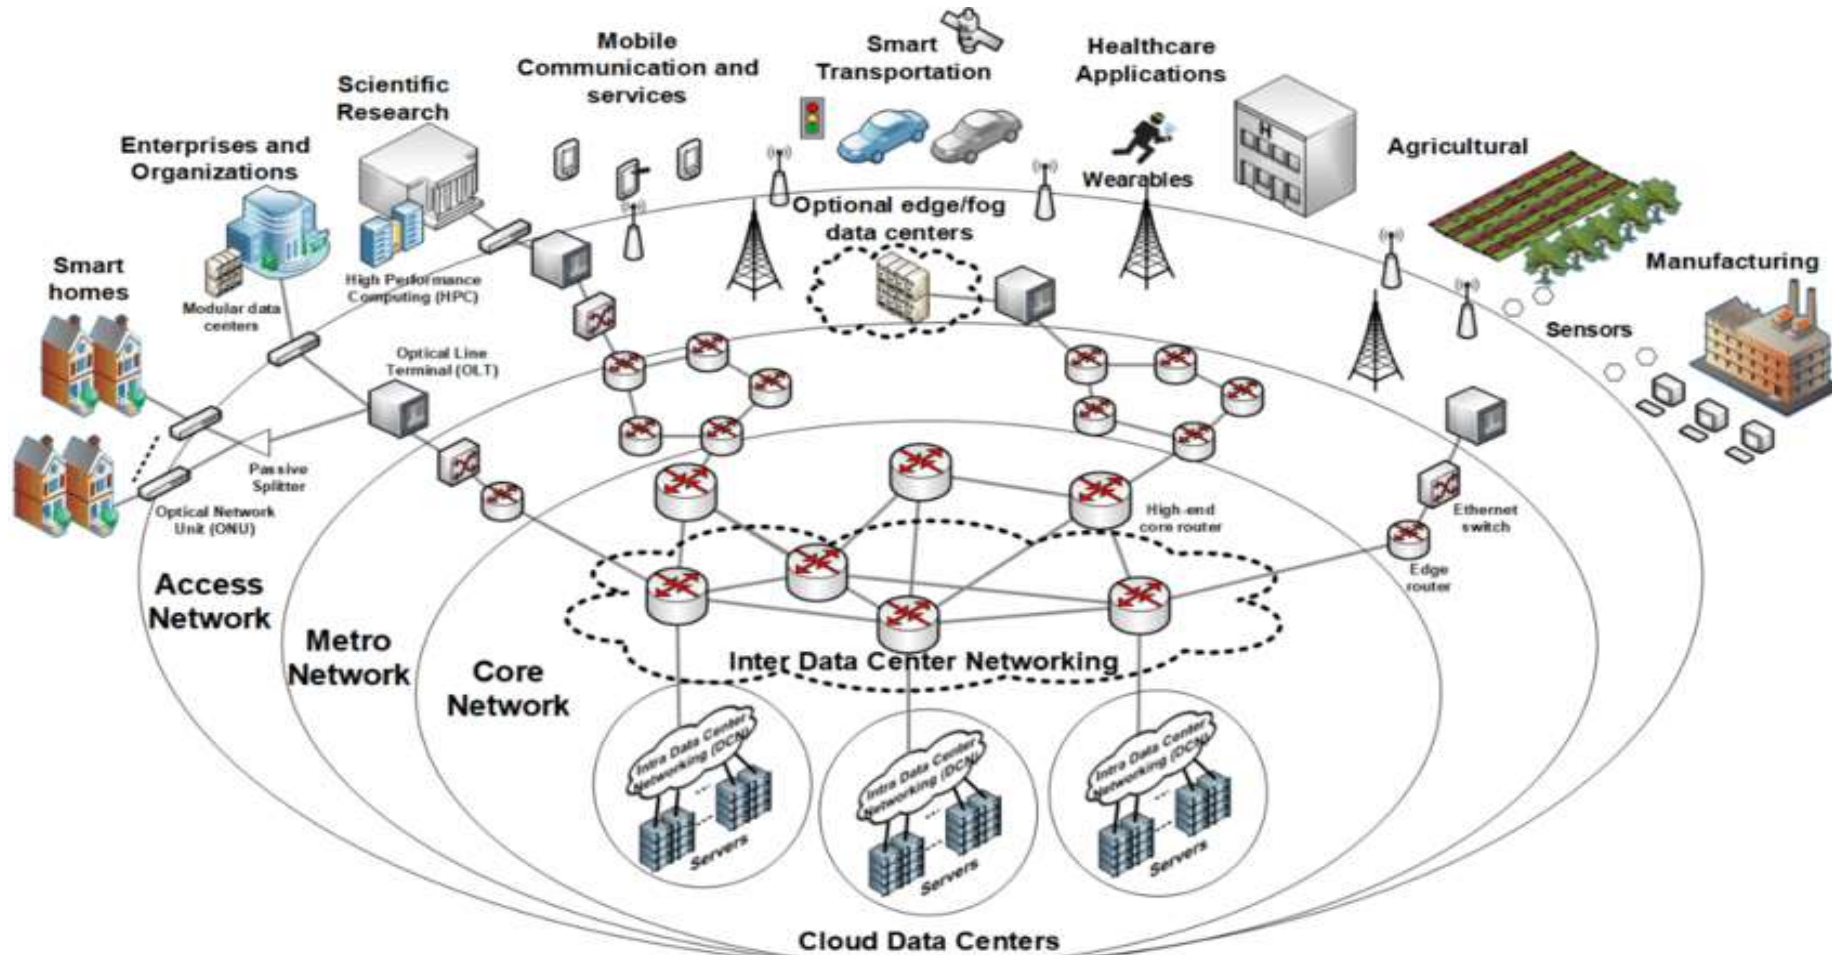 Mobile
Communication and
services
Smart
Transportation
Healthcare
Applications
Scientific
Research
Enterprises and
Organizations
H
Agricultural
Wearables
Optional edge/fog
data centers
Smart
homes
High Performance
Computing (HPC)
Modular data
centers
Manufacturing
Sensors
Optical Line
Terminal (OLT)
Passive
Splitter
Optical Network
Unit (ONU)
High-end
core router
Ethernet
switch
Edge
router
Access
Network
Metro
Network
Core
Network
Inter Data Center Networking
Intra Data Center
Networking (DCN)
Servers
Intra Data Center
Networking (DCN)
Servers
Intra Data Center
Networking (DCN)
Servers
Cloud Data Centers